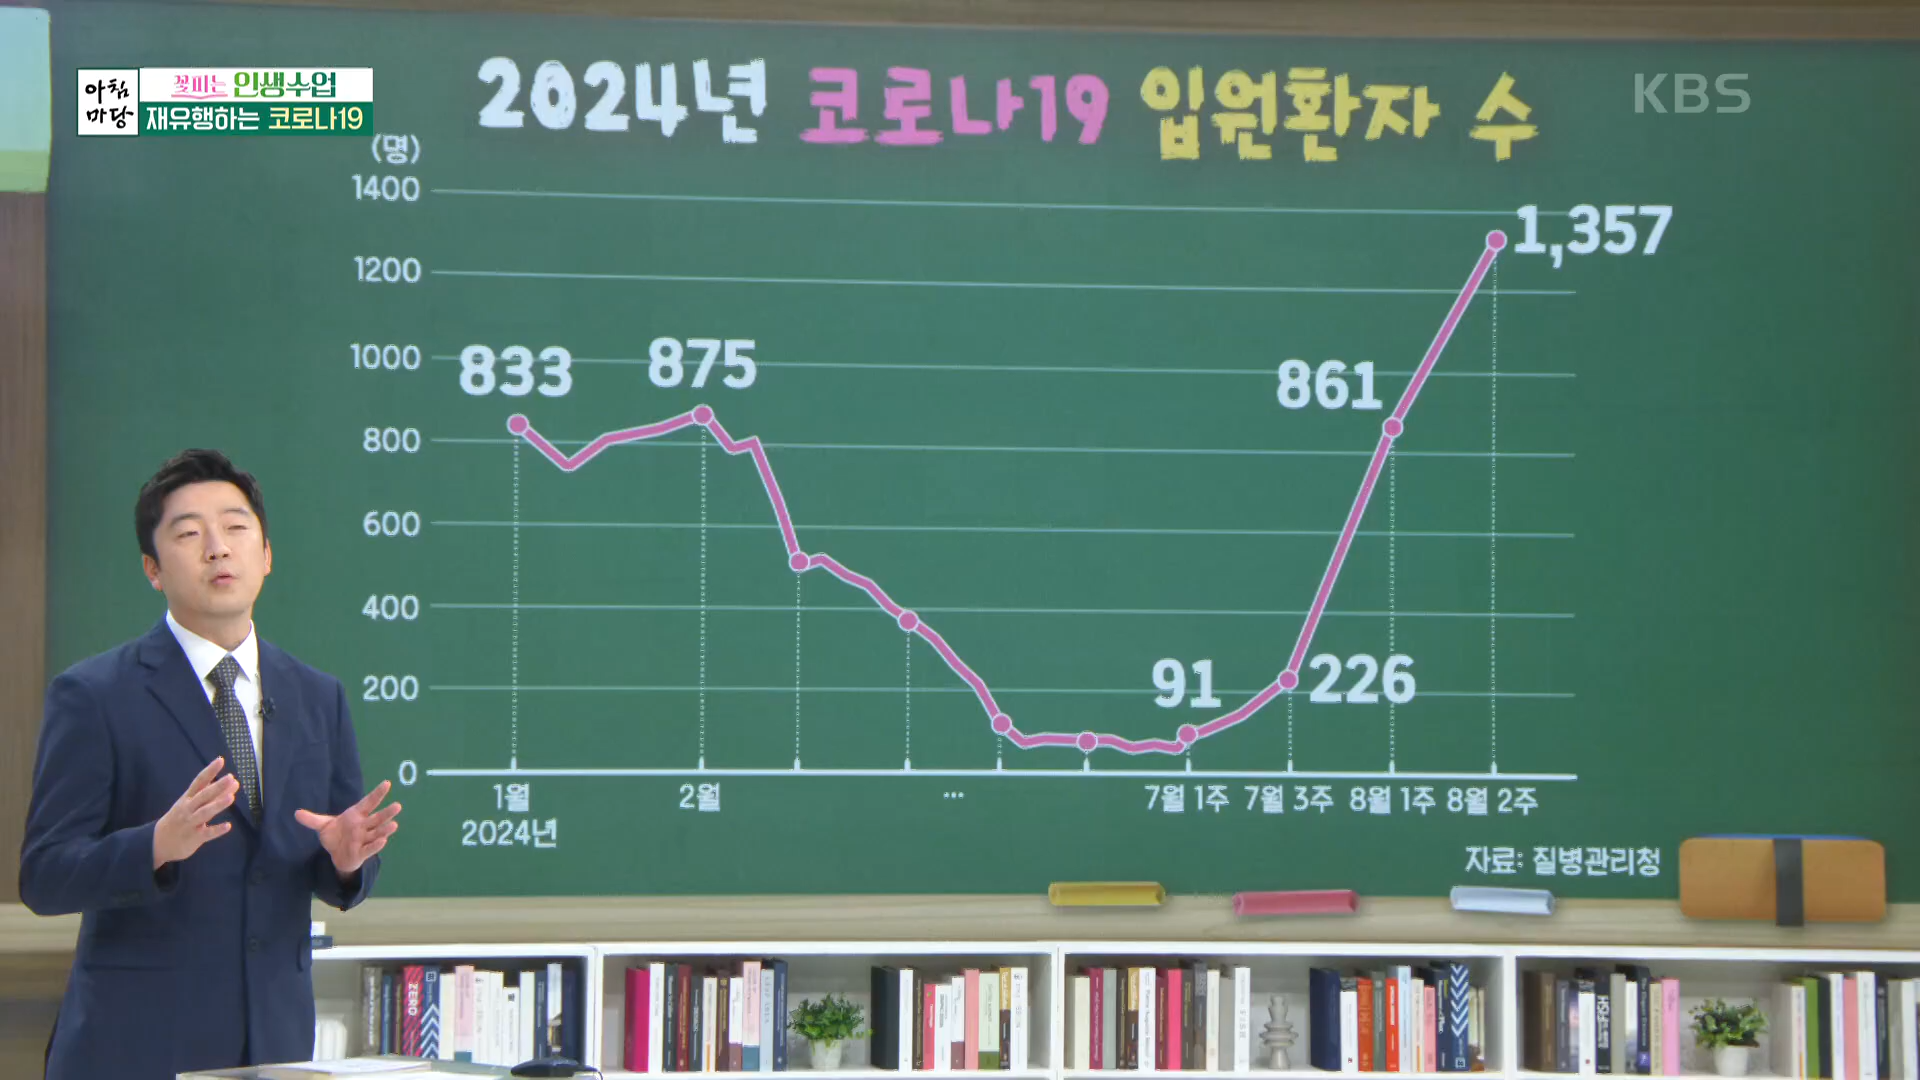 아침
마당
꽃피는 인생수업
재유행하는 코로나19
2024년 코로나19 입원환자 수
KBS
(명)
1400
1200
1000
800
600
400
200
0
833
875
91
226
861
1,357
1월
2월
...
7월 1주
7월 3주
8월 1주
8월 2주
2024년
자료: 질병관리청
ZERO